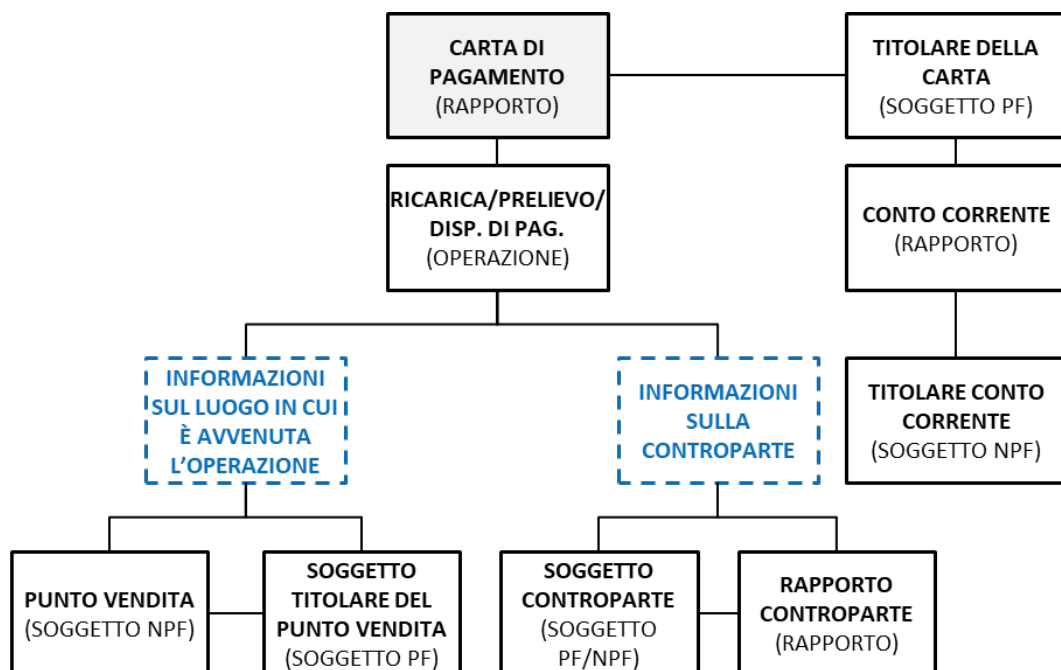 CARTA DI
PAGAMENTO
(RAPPORTO)
TITOLARE DELLA
CARTA
(SOGGETTO PF)
RICARICA/PRELIEVO/
DISP. DI PAG.
(OPERAZIONE)
CONTO CORRENTE
(RAPPORTO)
INFORMAZIONI
SUL LUOGO IN CUI
È AVVENUTA
L’OPERAZIONE
INFORMAZIONI
SULLA
CONTROPARTE
TITOLARE CONTO
CORRENTE
(SOGGETTO NPF)
PUNTO VENDITA
(SOGGETTO NPF)
SOGGETTO
TITOLARE DEL
PUNTO VENDITA
(SOGGETTO PF)
SOGGETTO
CONTROPARTE
(SOGGETTO
PF/NPF)
RAPPORTO
CONTROPARTE
(RAPPORTO)